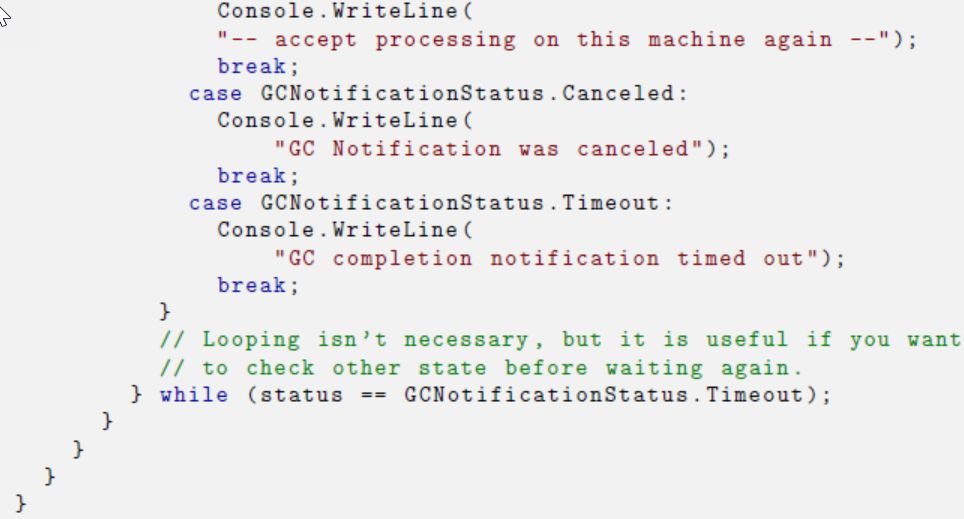 Console.WriteLine(
"-- accept processing on this machine again --");
break;
case GCNotificationStatus.Canceled:
Console.WriteLine(
"GC Notification was canceled");
break;
case GCNotificationStatus.Timeout:
Console.WriteLine(
"GC completion notification timed out");
break;
}
// Looping isn't necessary, but it is useful if you want
// to check other state before waiting again.
} while (status == GCNotificationStatus.Timeout);
}
}
}
}